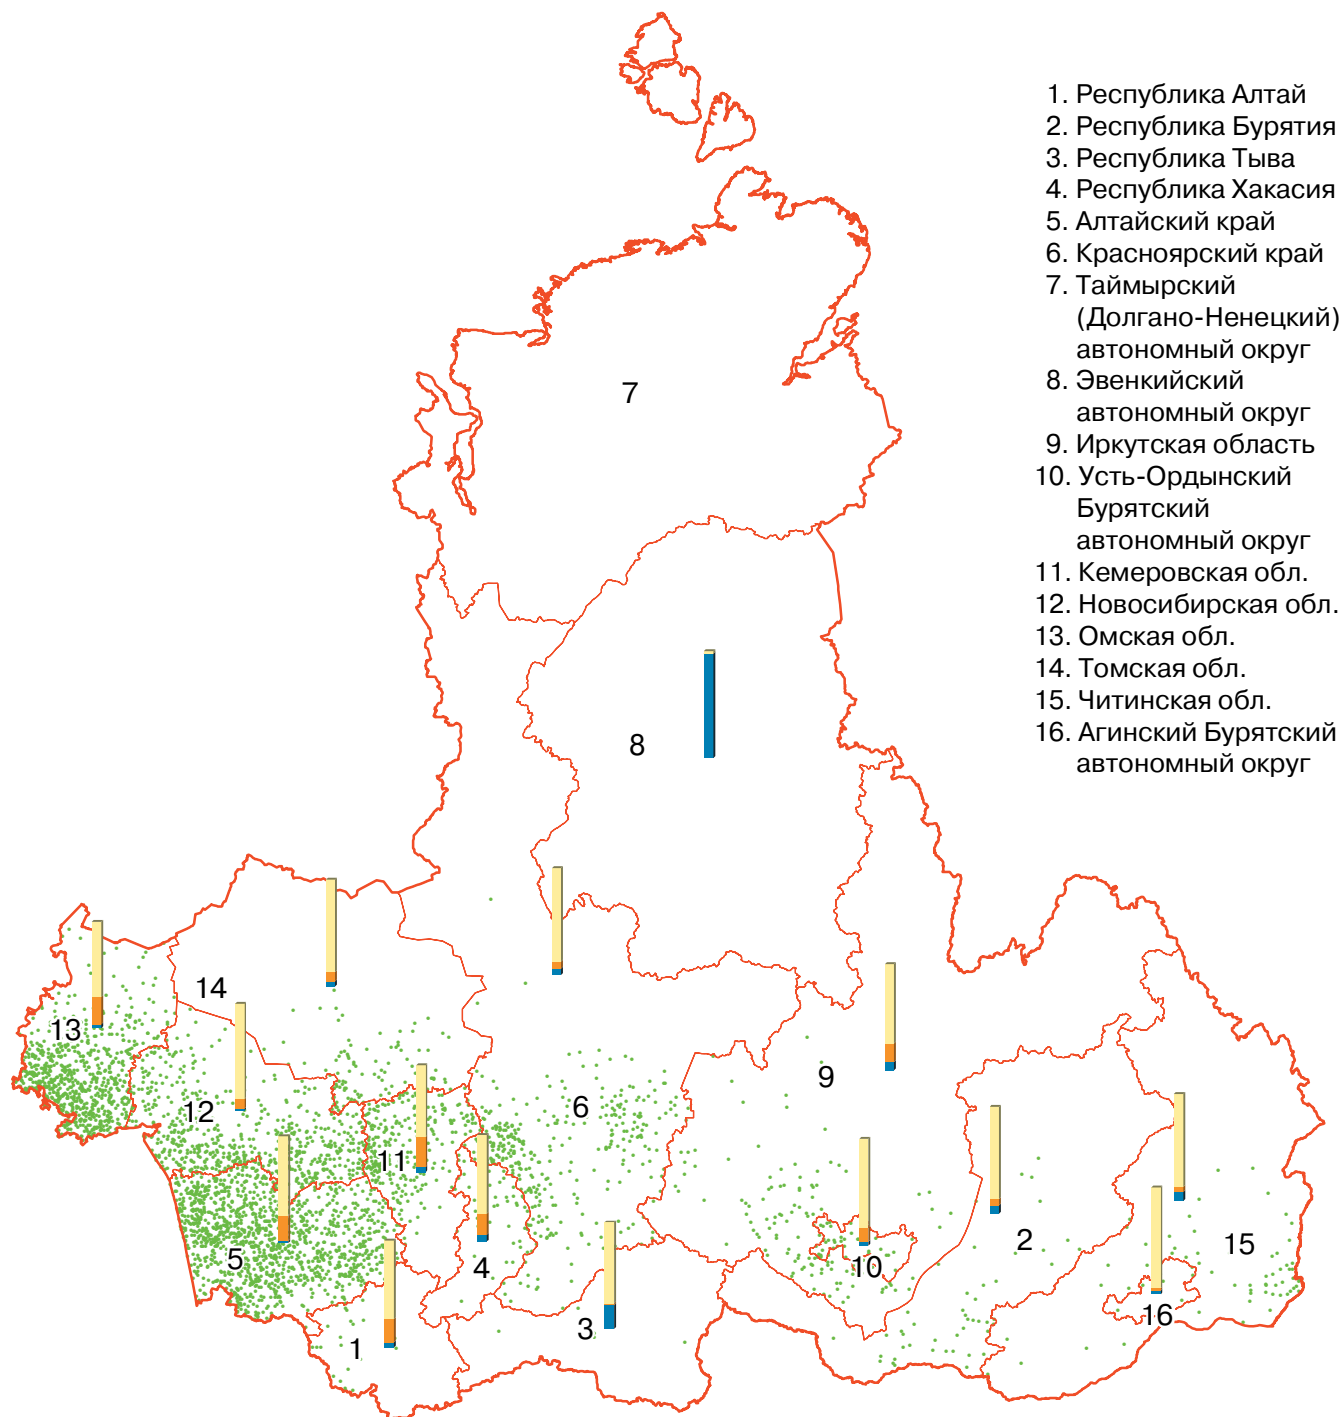 1. Республика Алтай
2. Республика Бурятия
3. Республика Тыва
4. Республика Хакасия
5. Алтайский край
6. Красноярский край
7. Таймырский
(Долгано-Ненецкий)
автономный округ
8. Эвенкийский
автономный округ
9. Иркутская область
10. Усть-Ордынский
Бурятский
автономный округ
11. Кемеровская обл.
12. Новосибирская обл.
13. Омская обл.
14. Томская обл.
15. Читинская обл.
16. Агинский Бурятский
автономный округ
7
8
14
13
9
6
12
11
5
4
10
2
15
1
3
16